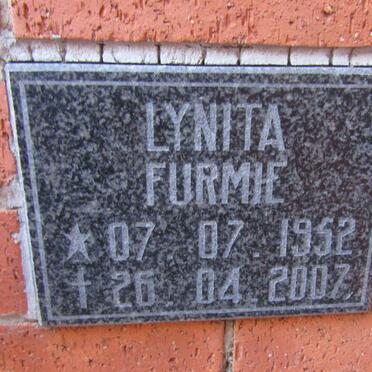 LYNITA
FURMIE
★ 07. 07. 1952
† 26. 04. 2007